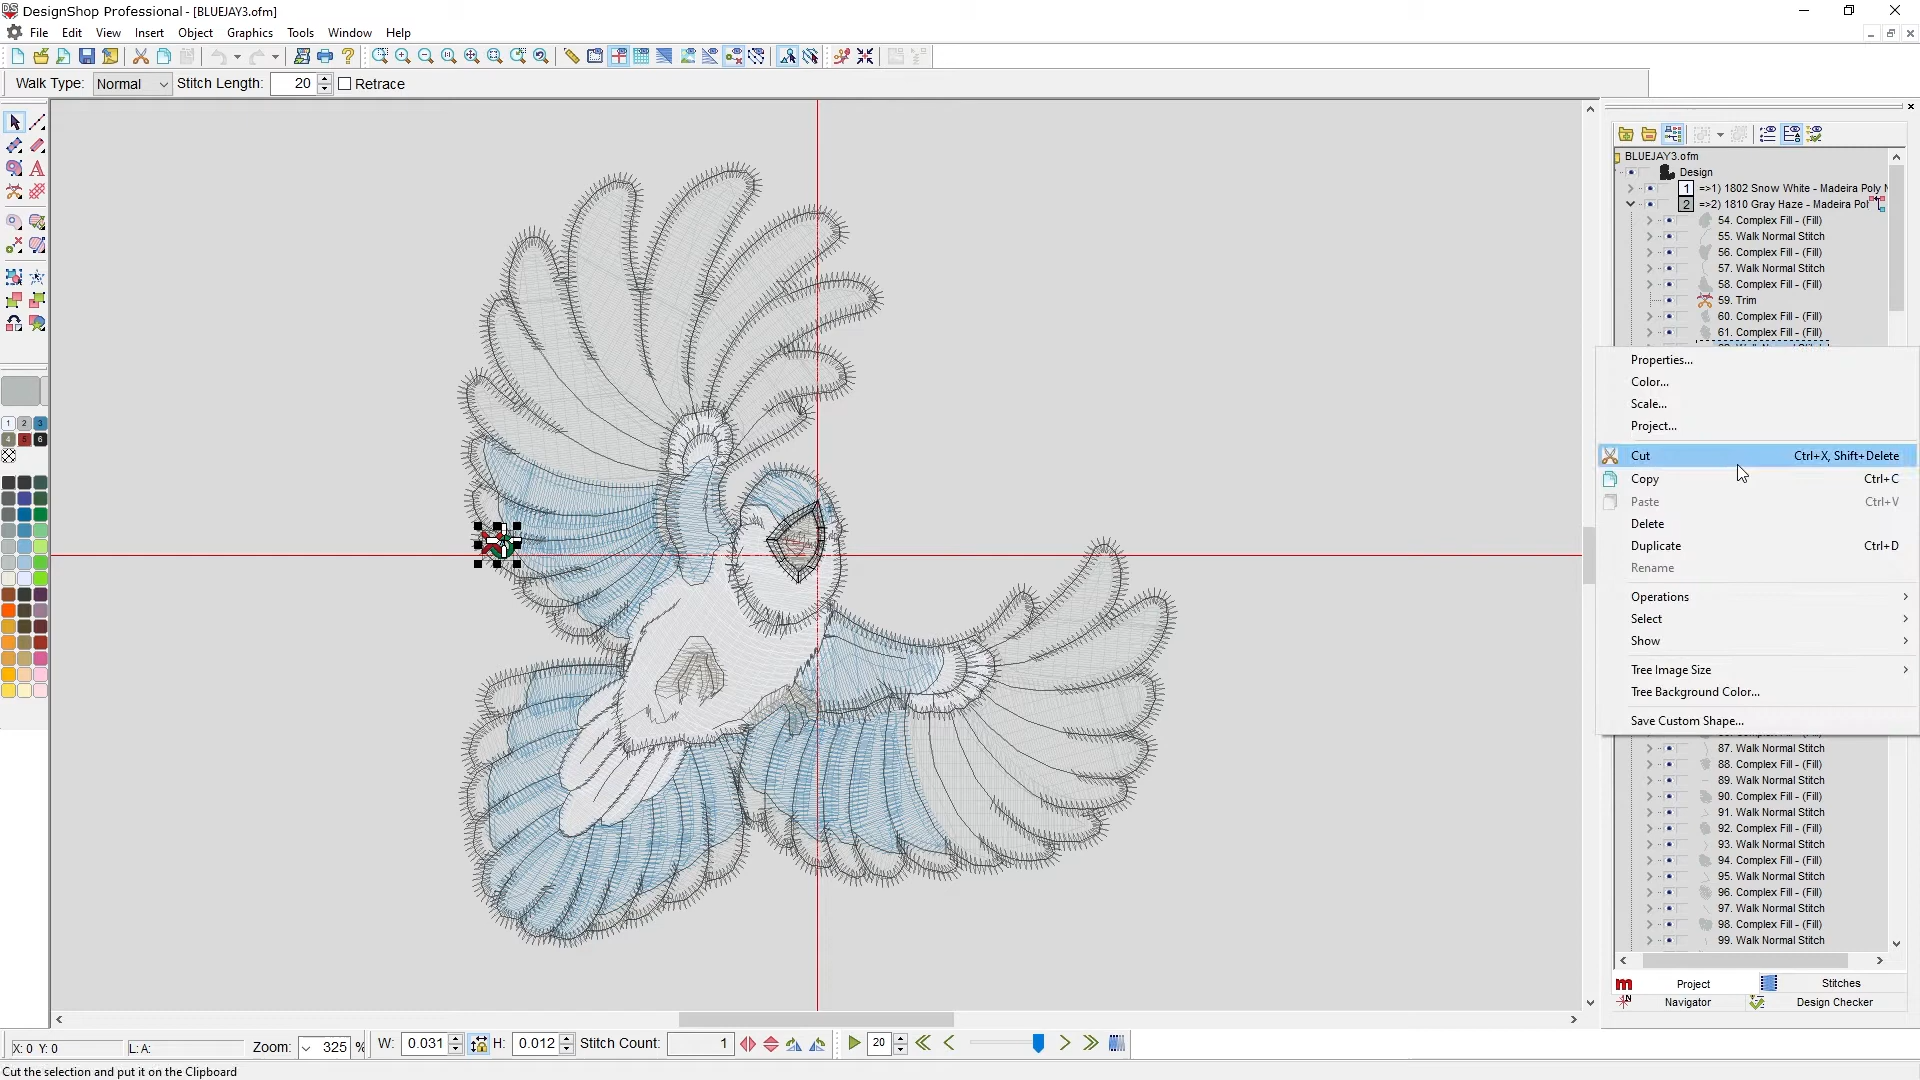 DesignShop Professional - [BLUEJAY3.ofm]
File Edit View Insert Object Graphics Tools Window Help
Walk Type: Normal Stitch Length: 20 Retrace
BLUEJAY3.ofm
Design
1 =>1) 1802 Snow White - Madeira Poly
2 =>2) 1810 Gray Haze - Madeira Pol
54. Complex Fill - (Fill)
55. Walk Normal Stitch
56. Complex Fill - (Fill)
57. Walk Normal Stitch
58. Complex Fill - (Fill)
59. Trim
60. Complex Fill - (Fill)
61. Complex Fill - (Fill)
Properties...
Color...
Scale...
Project...
Cut Ctrl+X, Shift+Delete
Copy Ctrl+C
Paste Ctrl+V
Delete
Duplicate Ctrl+D
Rename
Operations
Select
Show
Tree Image Size
Tree Background Color...
Save Custom Shape...
87. Walk Normal Stitch
88. Complex Fill - (Fill)
89. Walk Normal Stitch
90. Complex Fill - (Fill)
91. Walk Normal Stitch
92. Complex Fill - (Fill)
93. Walk Normal Stitch
94. Complex Fill - (Fill)
95. Walk Normal Stitch
96. Complex Fill - (Fill)
97. Walk Normal Stitch
98. Complex Fill - (Fill)
99. Walk Normal Stitch
Project Stitches
Navigator Design Checker
1 2 3
4 5 6
X: 0 Y: 0 L: A: Zoom: 325 % W: 0.031 H: 0.012 Stitch Count: 1 20
Cut the selection and put it on the Clipboard